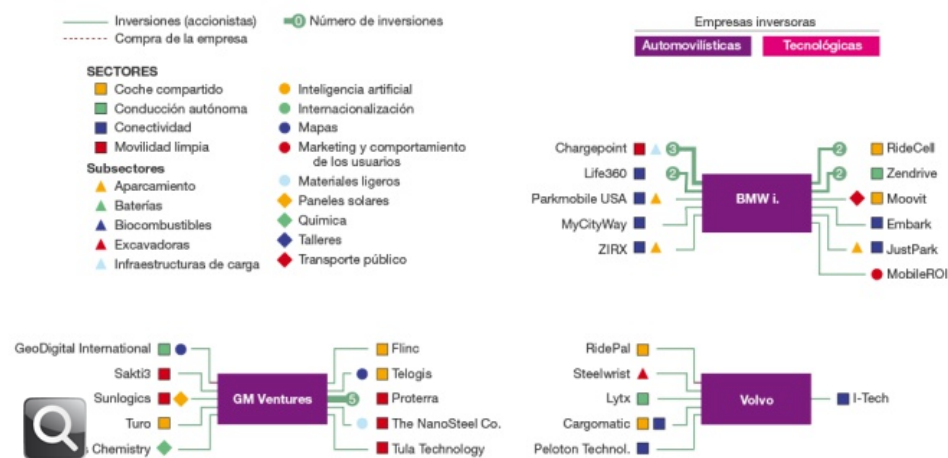 Inversiones (accionistas)
0 Número de inversiones
Compra de la empresa
Empresas inversoras
Automovilísticas
Tecnológicas
SECTORES
Coche compartido
Conducción autónoma
Conectividad
Movilidad limpia
Subsectores
Aparcamiento
Baterías
Biocombustibles
Excavadoras
Infraestructuras de carga
Inteligencia artificial
Internacionalización
Mapas
Marketing y comportamiento
de los usuarios
Materiales ligeros
Paneles solares
Química
Talleres
Transporte público
Chargepoint 3
Life360 2
Parkmobile USA
MyCityWay
ZIRX
BMW i.
2 RideCell
2 Zendrive
Moovit
Embark
JustPark
MobileROI
GeoDigital International
Sakti3
Sunlogics
Turo
Chemistry
GM Ventures
Flinc
Telogis
5 Proterra
The NanoSteel Co.
Tula Technology
RidePal
Steelwrist
Lytx
Cargomatic
Peloton Technol.
Volvo
I-Tech